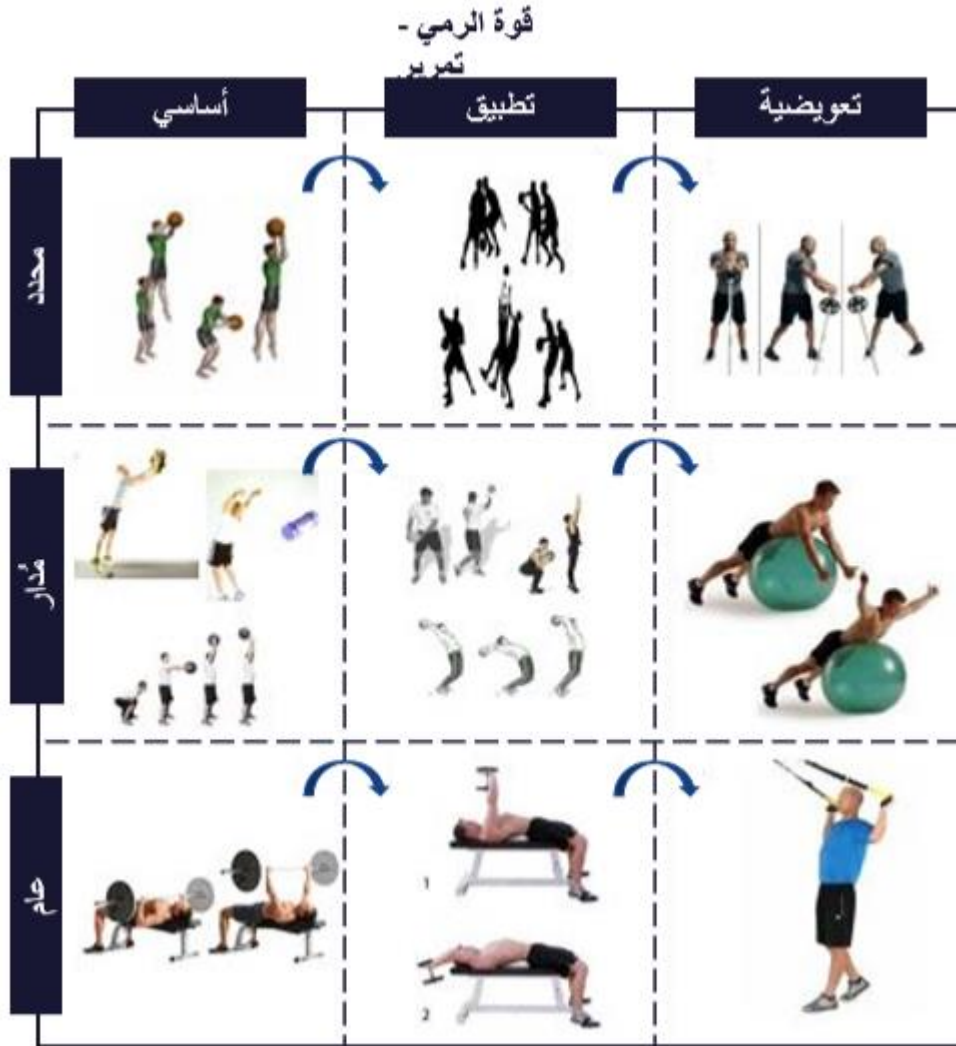 قوة الرمي -
تمرير
أساسي
تطبيق
تعويضية
محدد
مُدار
عام
1
2